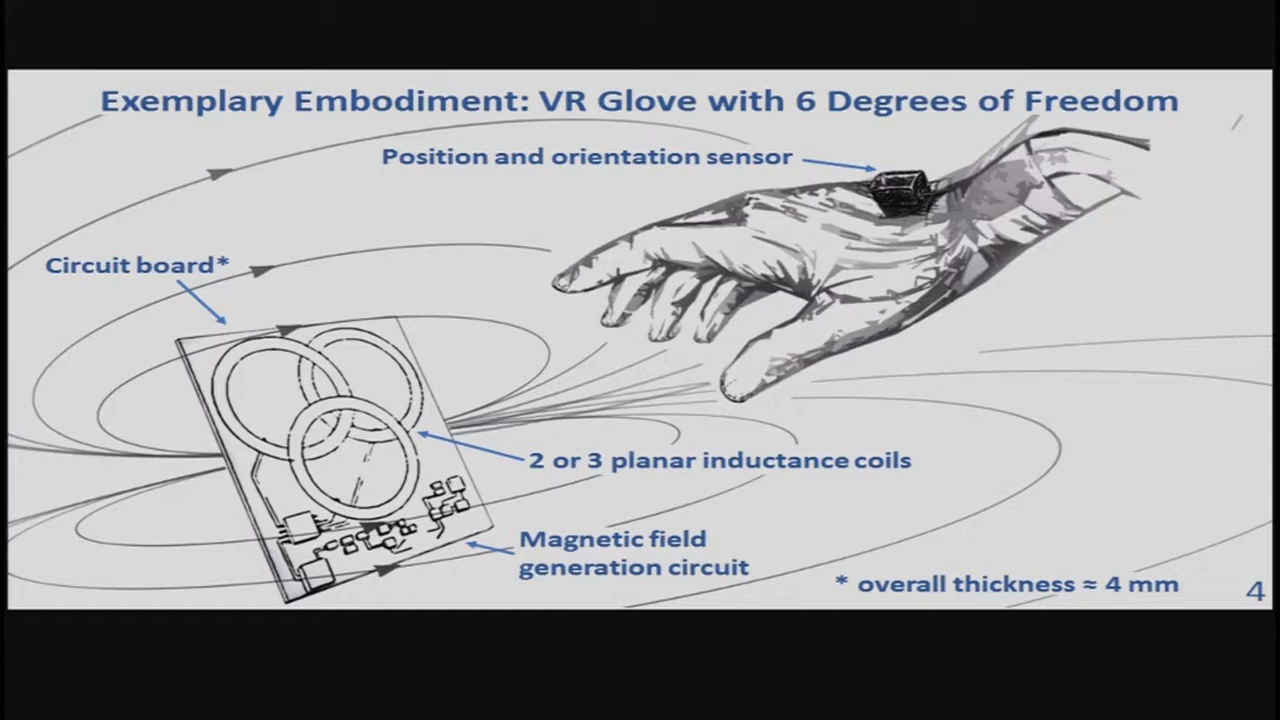 Exemplary Embodiment: VR Glove with 6 Degrees of Freedom
Position and orientation sensor
Circuit board*
2 or 3 planar inductance coils
Magnetic field
generation circuit
* overall thickness ≈ 4 mm
4